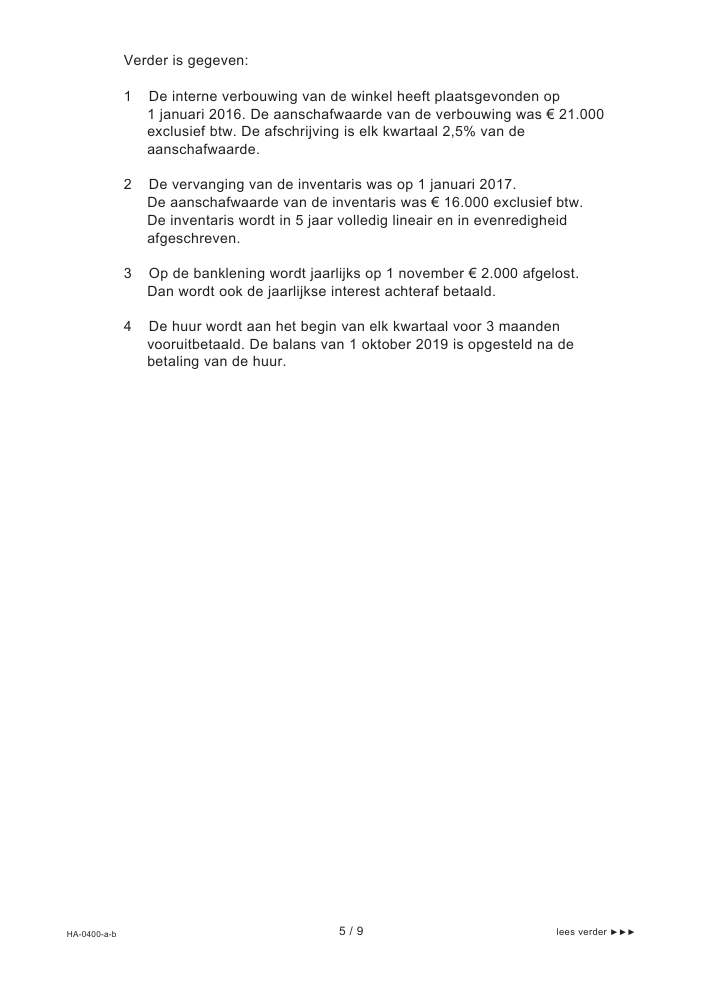 Verder is gegeven:
1 De interne verbouwing van de winkel heeft plaatsgevonden op
1 januari 2016. De aanschafwaarde van de verbouwing was € 21.000
exclusief btw. De afschrijving is elk kwartaal 2,5% van de
aanschafwaarde.
2 De vervanging van de inventaris was op 1 januari 2017.
De aanschafwaarde van de inventaris was € 16.000 exclusief btw.
De inventaris wordt in 5 jaar volledig lineair en in evenredigheid
afgeschreven.
3 Op de banklening wordt jaarlijks op 1 november € 2.000 afgelost.
Dan wordt ook de jaarlijkse interest achteraf betaald.
4 De huur wordt aan het begin van elk kwartaal voor 3 maanden
vooruitbetaald. De balans van 1 oktober 2019 is opgesteld na de
betaling van de huur.
HA-0400-a-b
5 / 9
lees verder ►►►